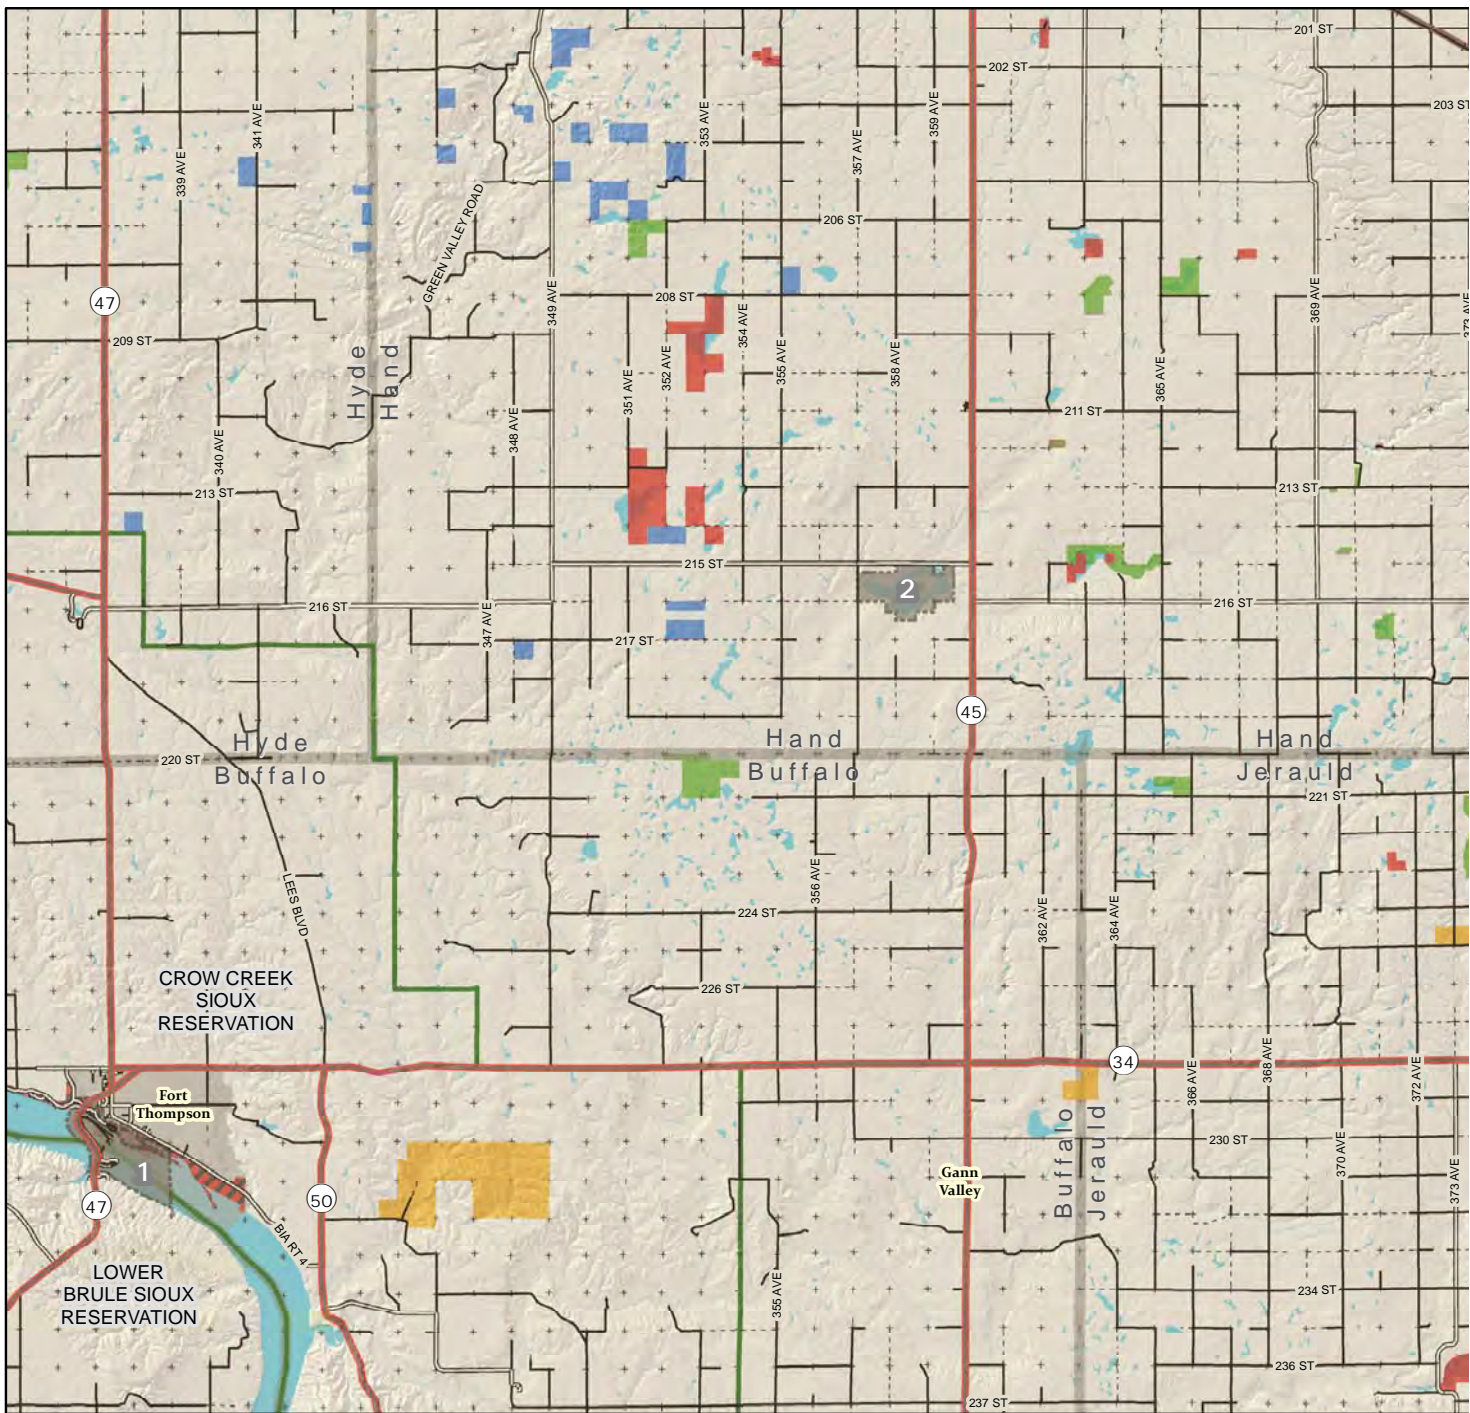 201 ST
202 ST
203 ST
341 AVE
353 AVE
359 AVE
357 AVE
339 AVE
GREEN VALLEY ROAD
206 ST
47
349 AVE
208 ST
354 AVE
369 AVE
373 AVE
209 ST
Hyde
Hand
352 AVE
355 AVE
358 AVE
365 AVE
351 AVE
211 ST
348 AVE
340 AVE
213 ST
213 ST
215 ST
2
216 ST
216 ST
347 AVE
217 ST
45
Hyde
Buffalo
220 ST
Hand
Buffalo
Hand
Jerauld
221 ST
LEES BLVD
356 AVE
362 AVE
364 AVE
224 ST
CROW CREEK
SIOUX
RESERVATION
226 ST
34
368 AVE
366 AVE
372 AVE
Fort
Thompson
Buffalo
Jerauld
230 ST
370 AVE
1
Gann
Valley
373 AVE
47
50
BIA RT 4
LOWER
BRULE SIOUX
RESERVATION
355 AVE
234 ST
236 ST
237 ST